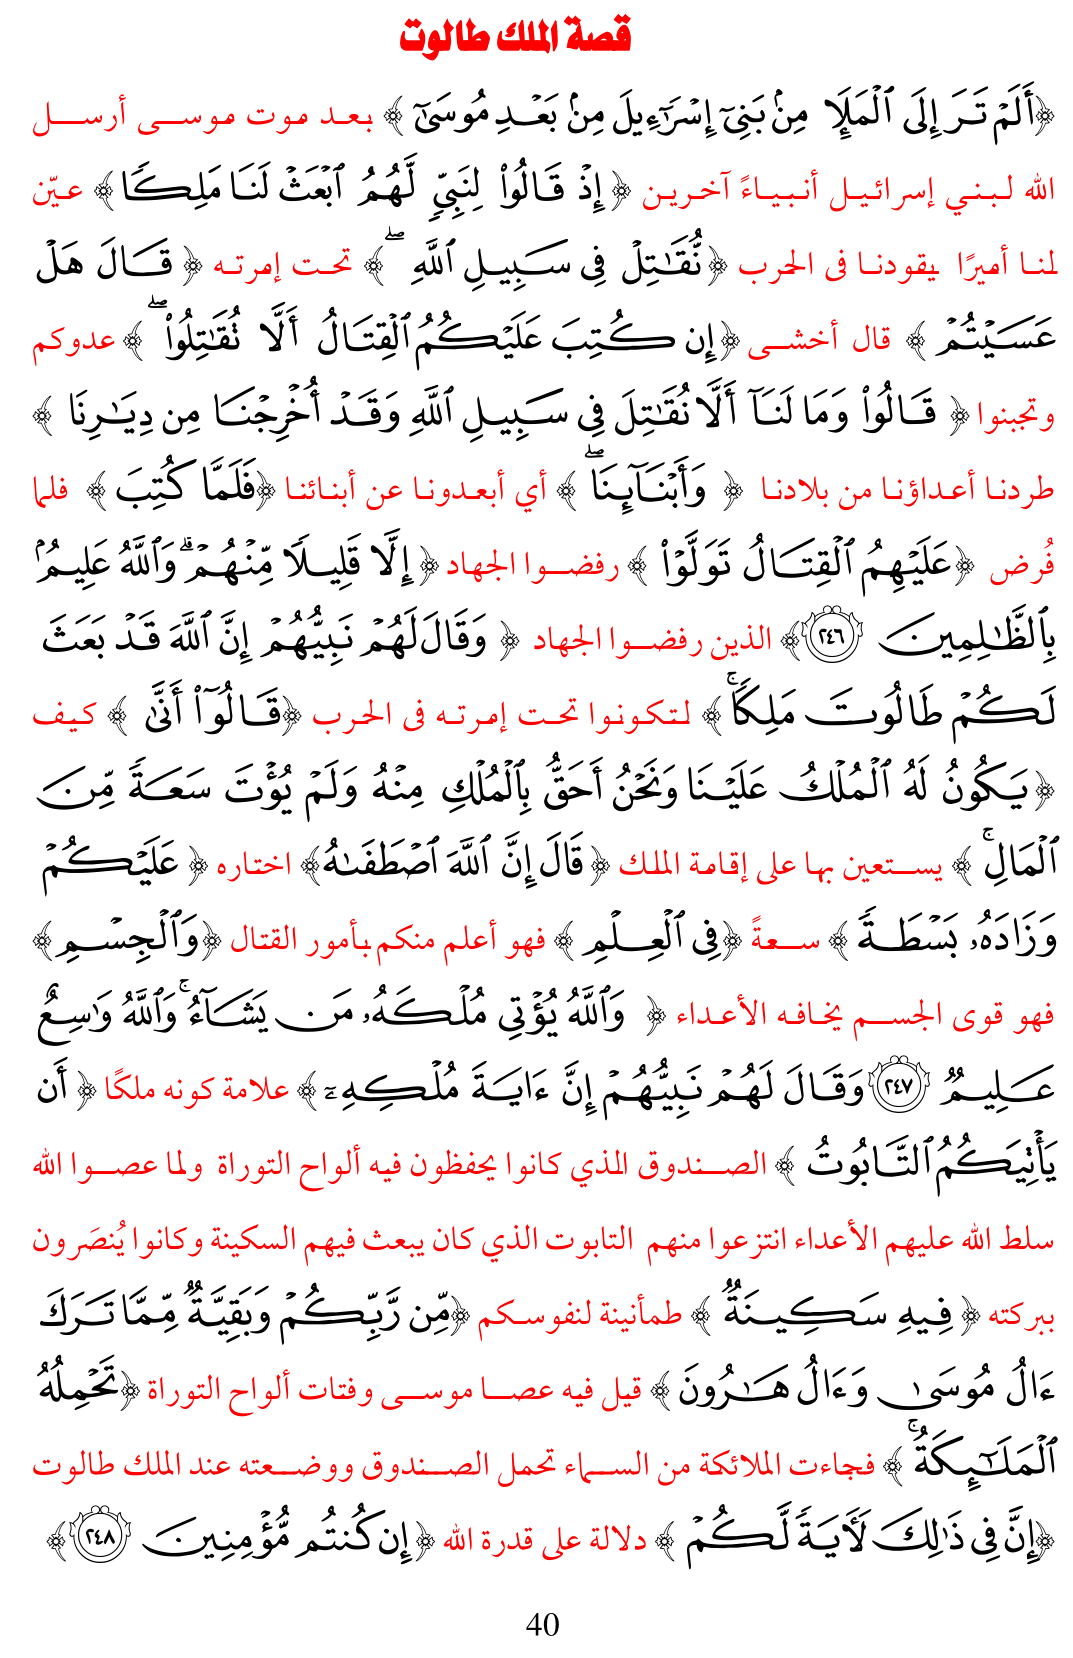 قصة الملك طالوت
﴿أَلَمۡ تَرَ إِلَى ٱلۡمَلَإِ مِنۢ بَنِيٓ إِسۡرَٰٓءِيلَ مِنۢ بَعۡدِ مُوسَىٰٓ ﴾ بعد موت موسى أرسل
الله لبني إسرائيل أنبياءً آخرين ﴿ إِذۡ قَالُواْ لِنَبِيّٖ لَّهُمُ ٱبۡعَثۡ لَنَا مَلِكٗا﴾ عيّن
لنا أميرًا يقودنا فى الحرب ﴿نُّقَٰتِلۡ فِي سَبِيلِ ٱللَّهِۖ ﴾ تحت إمرته ﴿ قَالَ هَلۡ
عَسَيۡتُمۡ ﴾ قال أخشى ﴿إِن كُتِبَ عَلَيۡكُمُ ٱلۡقِتَالُ أَلَّا تُقَٰتِلُواْۖ ﴾ عدوكم
وتجبنوا ﴿ قَالُواْ وَمَا لَنَآ أَلَّا نُقَٰتِلَ فِي سَبِيلِ ٱللَّهِ وَقَدۡ أُخۡرِجۡنَا مِن دِيَٰرِنَا ﴾
طردنا أعداؤنا من بلادنا ﴿ وَأَبۡنَآئِنَاۖ ﴾ أي أبعدونا عن أبنائنا ﴿فَلَمَّا كُتِبَ ﴾ فلما
فُرض ﴿عَلَيۡهِمُ ٱلۡقِتَالُ تَوَلَّوۡاْ ﴾ رفضوا الجهاد ﴿ إِلَّا قَلِيلٗا مِّنۡهُمۡۗ وَٱللَّهُ عَلِيمُۢ
بِٱلظَّٰلِمِينَ ٢٤٦﴾ الذين رفضوا الجهاد ﴿ وَقَالَ لَهُمۡ نَبِيُّهُمۡ إِنَّ ٱللَّهَ قَدۡ بَعَثَ
لَكُمۡ طَالُوتَ مَلِكٗاۚ﴾ لتكونوا تحت إمرته فى الحرب ﴿قَالُوٓاْ أَنَّىٰ ﴾ كيف
﴿يَكُونُ لَهُ ٱلۡمُلۡكُ عَلَيۡنَا وَنَحۡنُ أَحَقُّ بِٱلۡمُلۡكِ مِنۡهُ وَلَمۡ يُؤۡتَ سَعَةٗ مِّنَ
ٱلۡمَالِۚ ﴾ يستعين بها على إقامة الملك ﴿ قَالَ إِنَّ ٱللَّهَ ٱصۡطَفَىٰهُ﴾ اختاره ﴿ عَلَيۡكُمۡ
وَزَادَهُۥ بَسۡطَةٗ ﴾ سعةً ﴿فِي ٱلۡعِلۡمِ ﴾ فهو أعلم منكم بأمور القتال ﴿وَٱلۡجِسۡمِ﴾
فهو قوى الجسم يخافه الأعداء ﴿ وَٱللَّهُ يُؤۡتِي مُلۡكَهُۥ مَن يَشَآءُۚ وَٱللَّهُ وَٰسِعٌ
عَلِيمٞ ٢٤٧ وَقَالَ لَهُمۡ نَبِيُّهُمۡ إِنَّ ءَايَةَ مُلۡكِهِۦٓ ﴾ علامة كونه ملكًا ﴿ أَن
يَأۡتِيَكُمُ ٱلتَّابُوتُ ﴾ الصندوق الذي كانوا يحفظون فيه ألواح التوراة ولما عصوا الله
سلط الله عليهم الأعداء انتزعوا منهم التابوت الذي كان يبعث فيهم السكينة وكانوا يُنصَرون
ببركته ﴿ فِيهِ سَكِينَةٞ ﴾ طمأنينة لنفوسكم ﴿مِّن رَّبِّكُمۡ وَبَقِيَّةٞ مِّمَّا تَرَكَ
ءَالُ مُوسَىٰ وَءَالُ هَٰرُونَ ﴾ قيل فيه عصا موسى وفتات ألواح التوراة ﴿تَحۡمِلُهُ
ٱلۡمَلَٰٓئِكَةُۚ ﴾ فجاءت الملائكة من السماء تحمل الصندوق ووضعته عند الملك طالوت
﴿إِنَّ فِي ذَٰلِكَ لَأٓيَةٗ لَّكُمۡ ﴾ دلالة على قدرة الله ﴿إِن كُنتُم مُّؤۡمِنِينَ ٢٤٨ ﴾
40